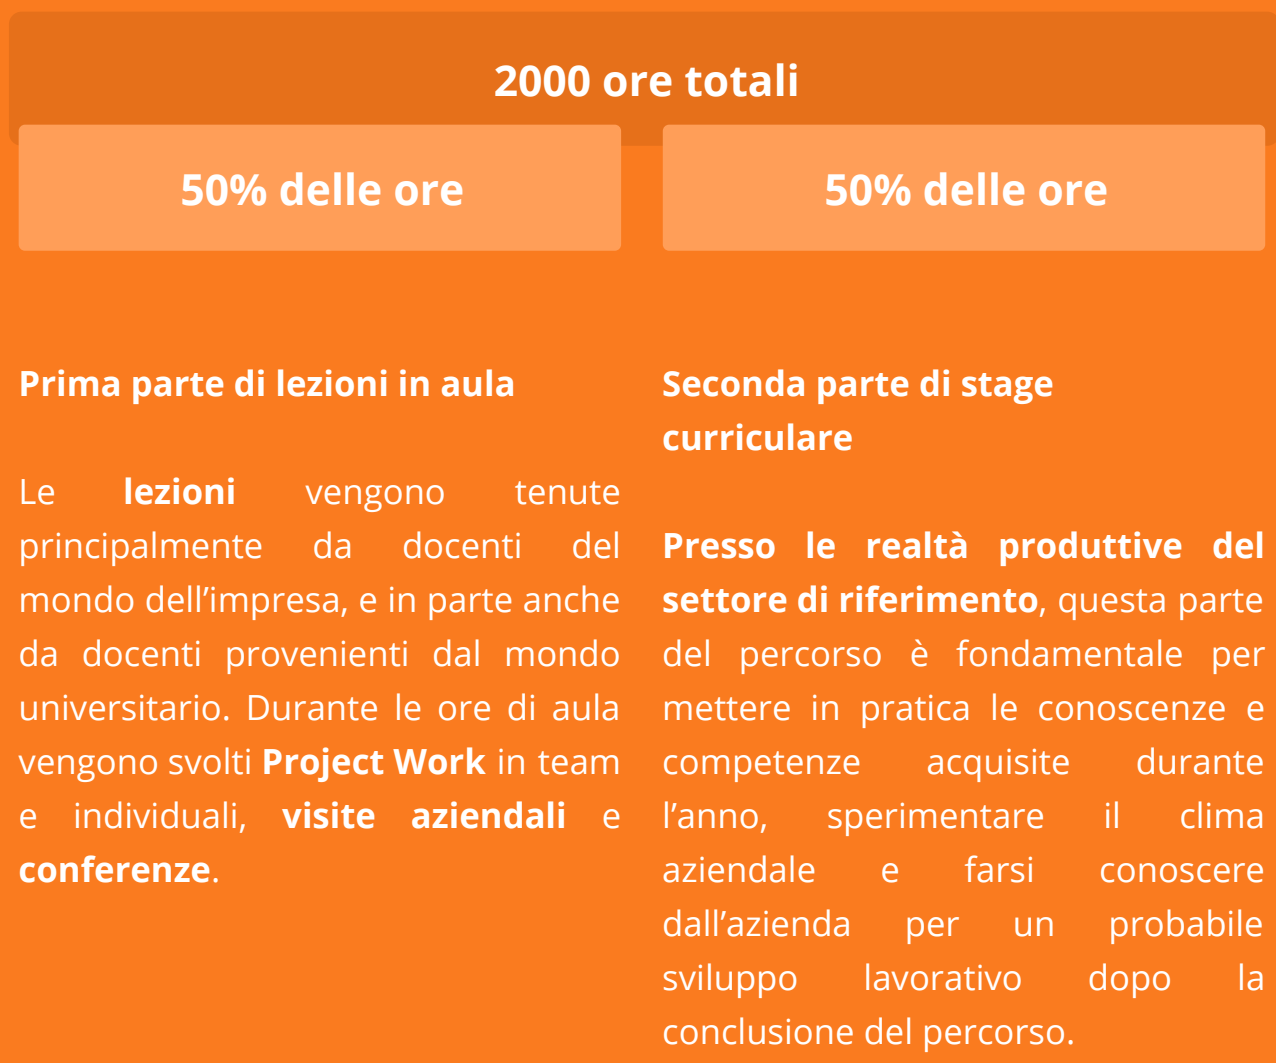 2000 ore totali
50% delle ore
50% delle ore
Prima parte di lezioni in aula
Le lezioni vengono tenute
principalmente da docenti del
mondo dell’impresa, e in parte anche
da docenti provenienti dal mondo
universitario. Durante le ore di aula
vengono svolti Project Work in team
e individuali, visite aziendali e
conferenze.
Seconda parte di stage
curriculare
Presso le realtà produttive del
settore di riferimento, questa parte
del percorso è fondamentale per
mettere in pratica le conoscenze e
competenze acquisite durante
l’anno, sperimentare il clima
aziendale e farsi conoscere
dall’azienda per un probabile
sviluppo lavorativo dopo la
conclusione del percorso.